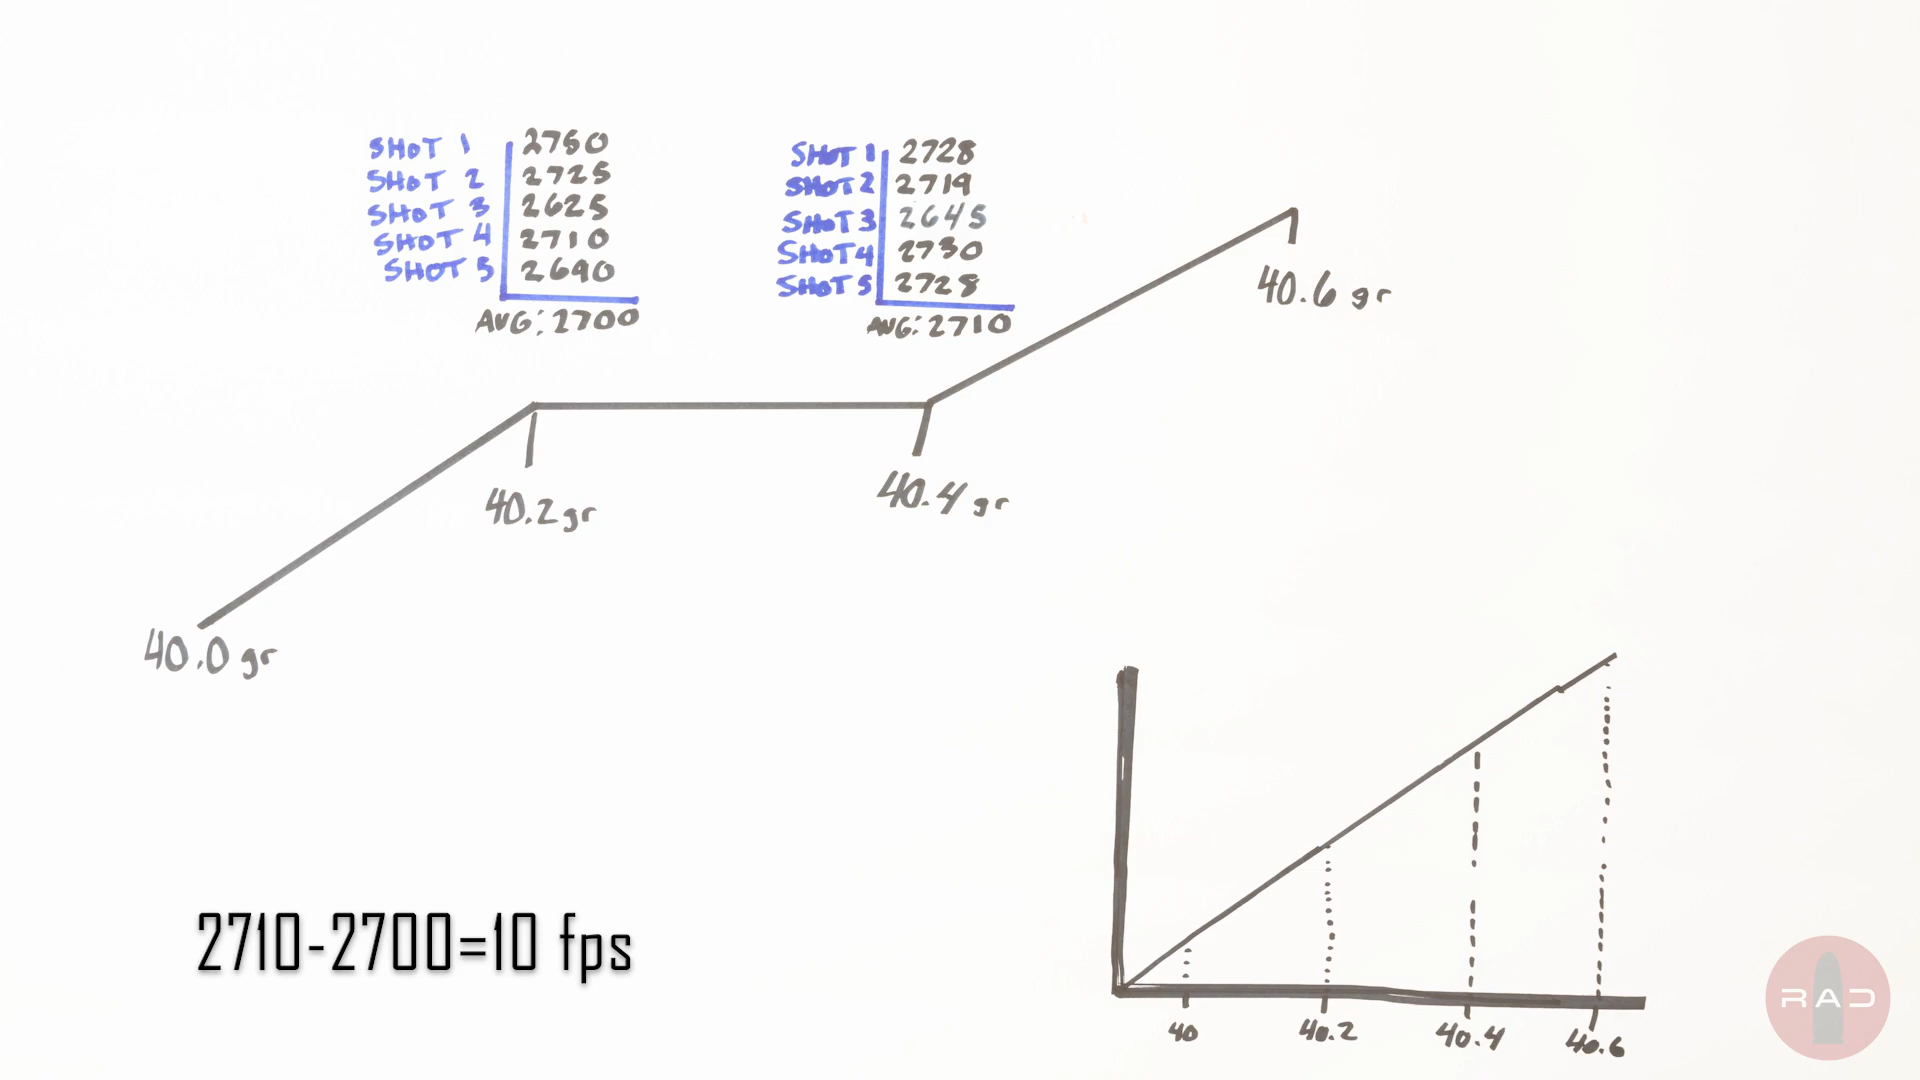 SHOT 1 2750
SHOT 2 2725
SHOT 3 2625
SHOT 4 2710
SHOT 5 2690
AVG: 2700
SHOT 1 2728
SHOT 2 2719
SHOT 3 2645
SHOT 4 2730
SHOT 5 2728
AVG: 2710
40.6 gr
40.2 gr
40.4 gr
40.0 gr
2710-2700=10 fps
40 40.2 40.4 40.6
RAD